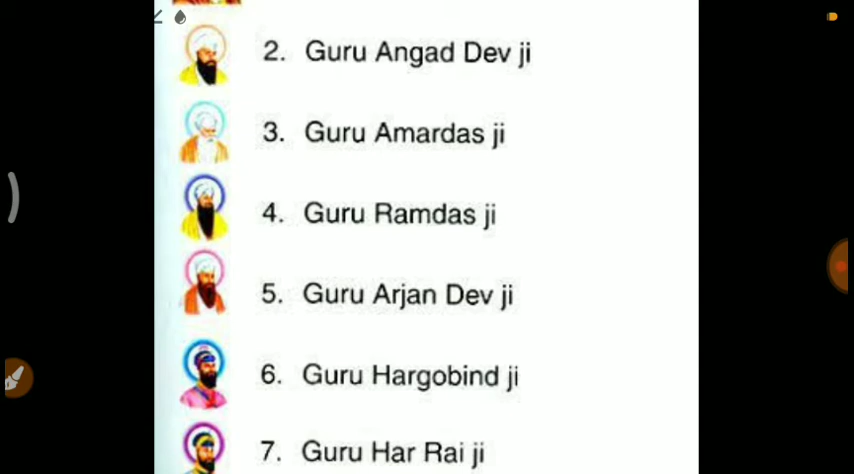 2. Guru Angad Dev ji
3. Guru Amardas ji
4. Guru Ramdas ji
5. Guru Arjan Dev ji
6. Guru Hargobind ji
7. Guru Har Rai ji